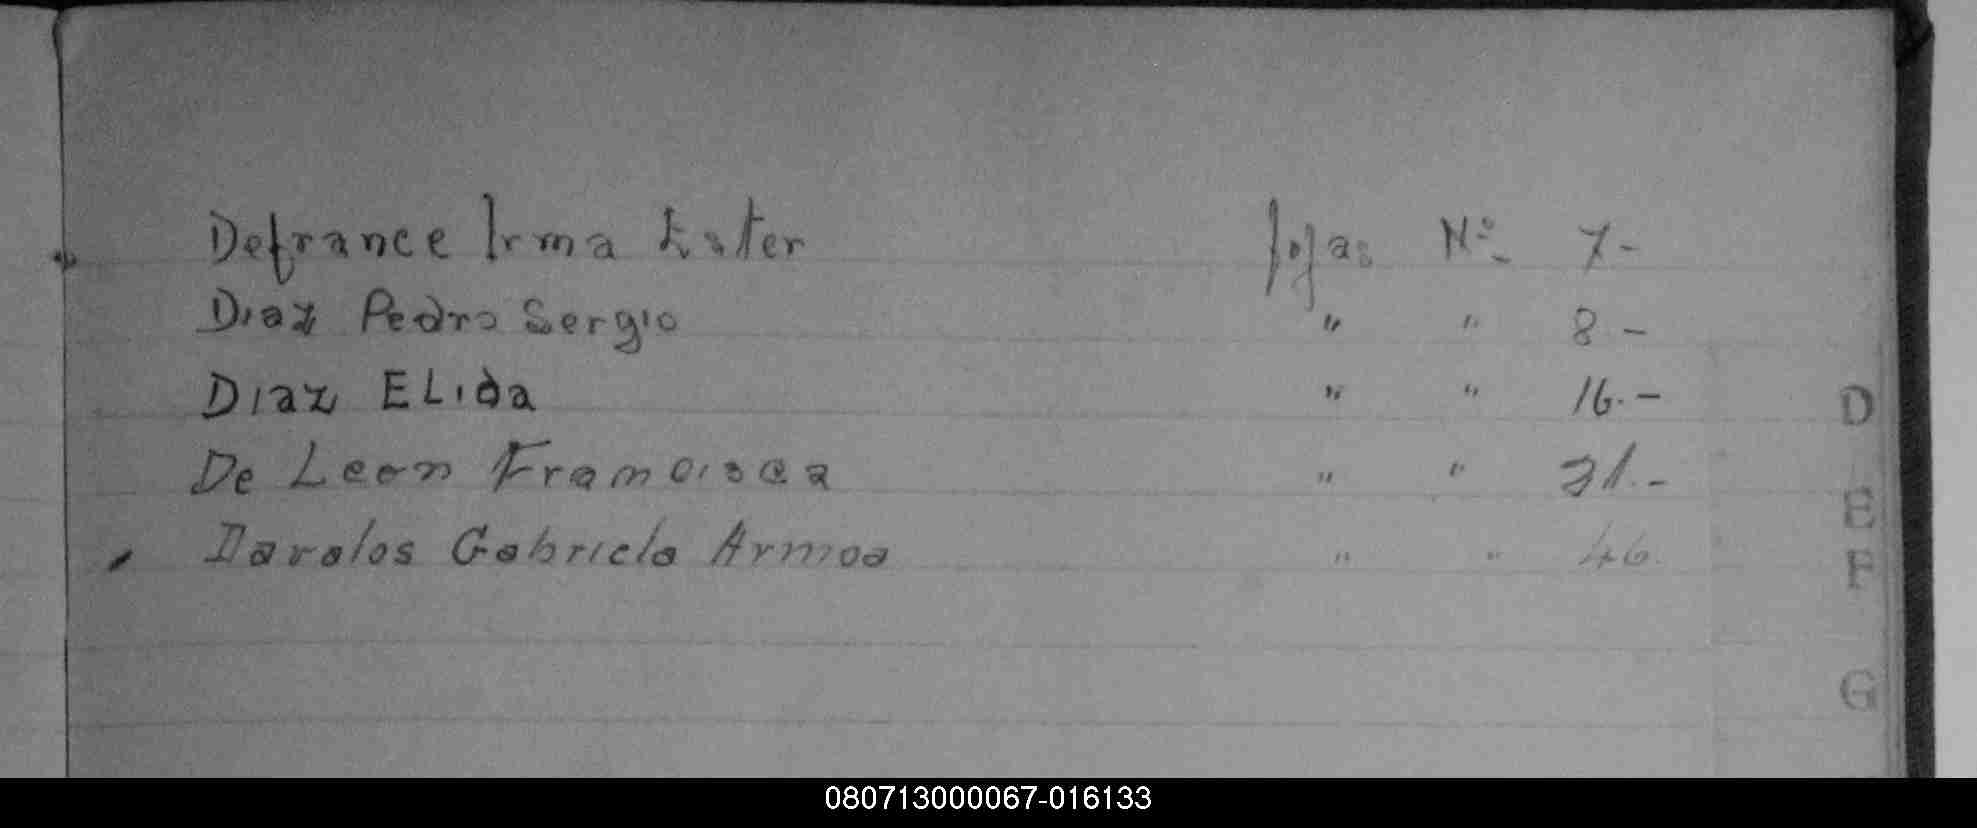 Defrance Irma Ester fojas Nº 7-
Diaz Pedro Sergio " " 8.-
Diaz ELida " " 16.-
De Leon Francisca " " 31.-
Davalos Gabriela Armoa " " 46.
D
E
F
G
080713000067-016133